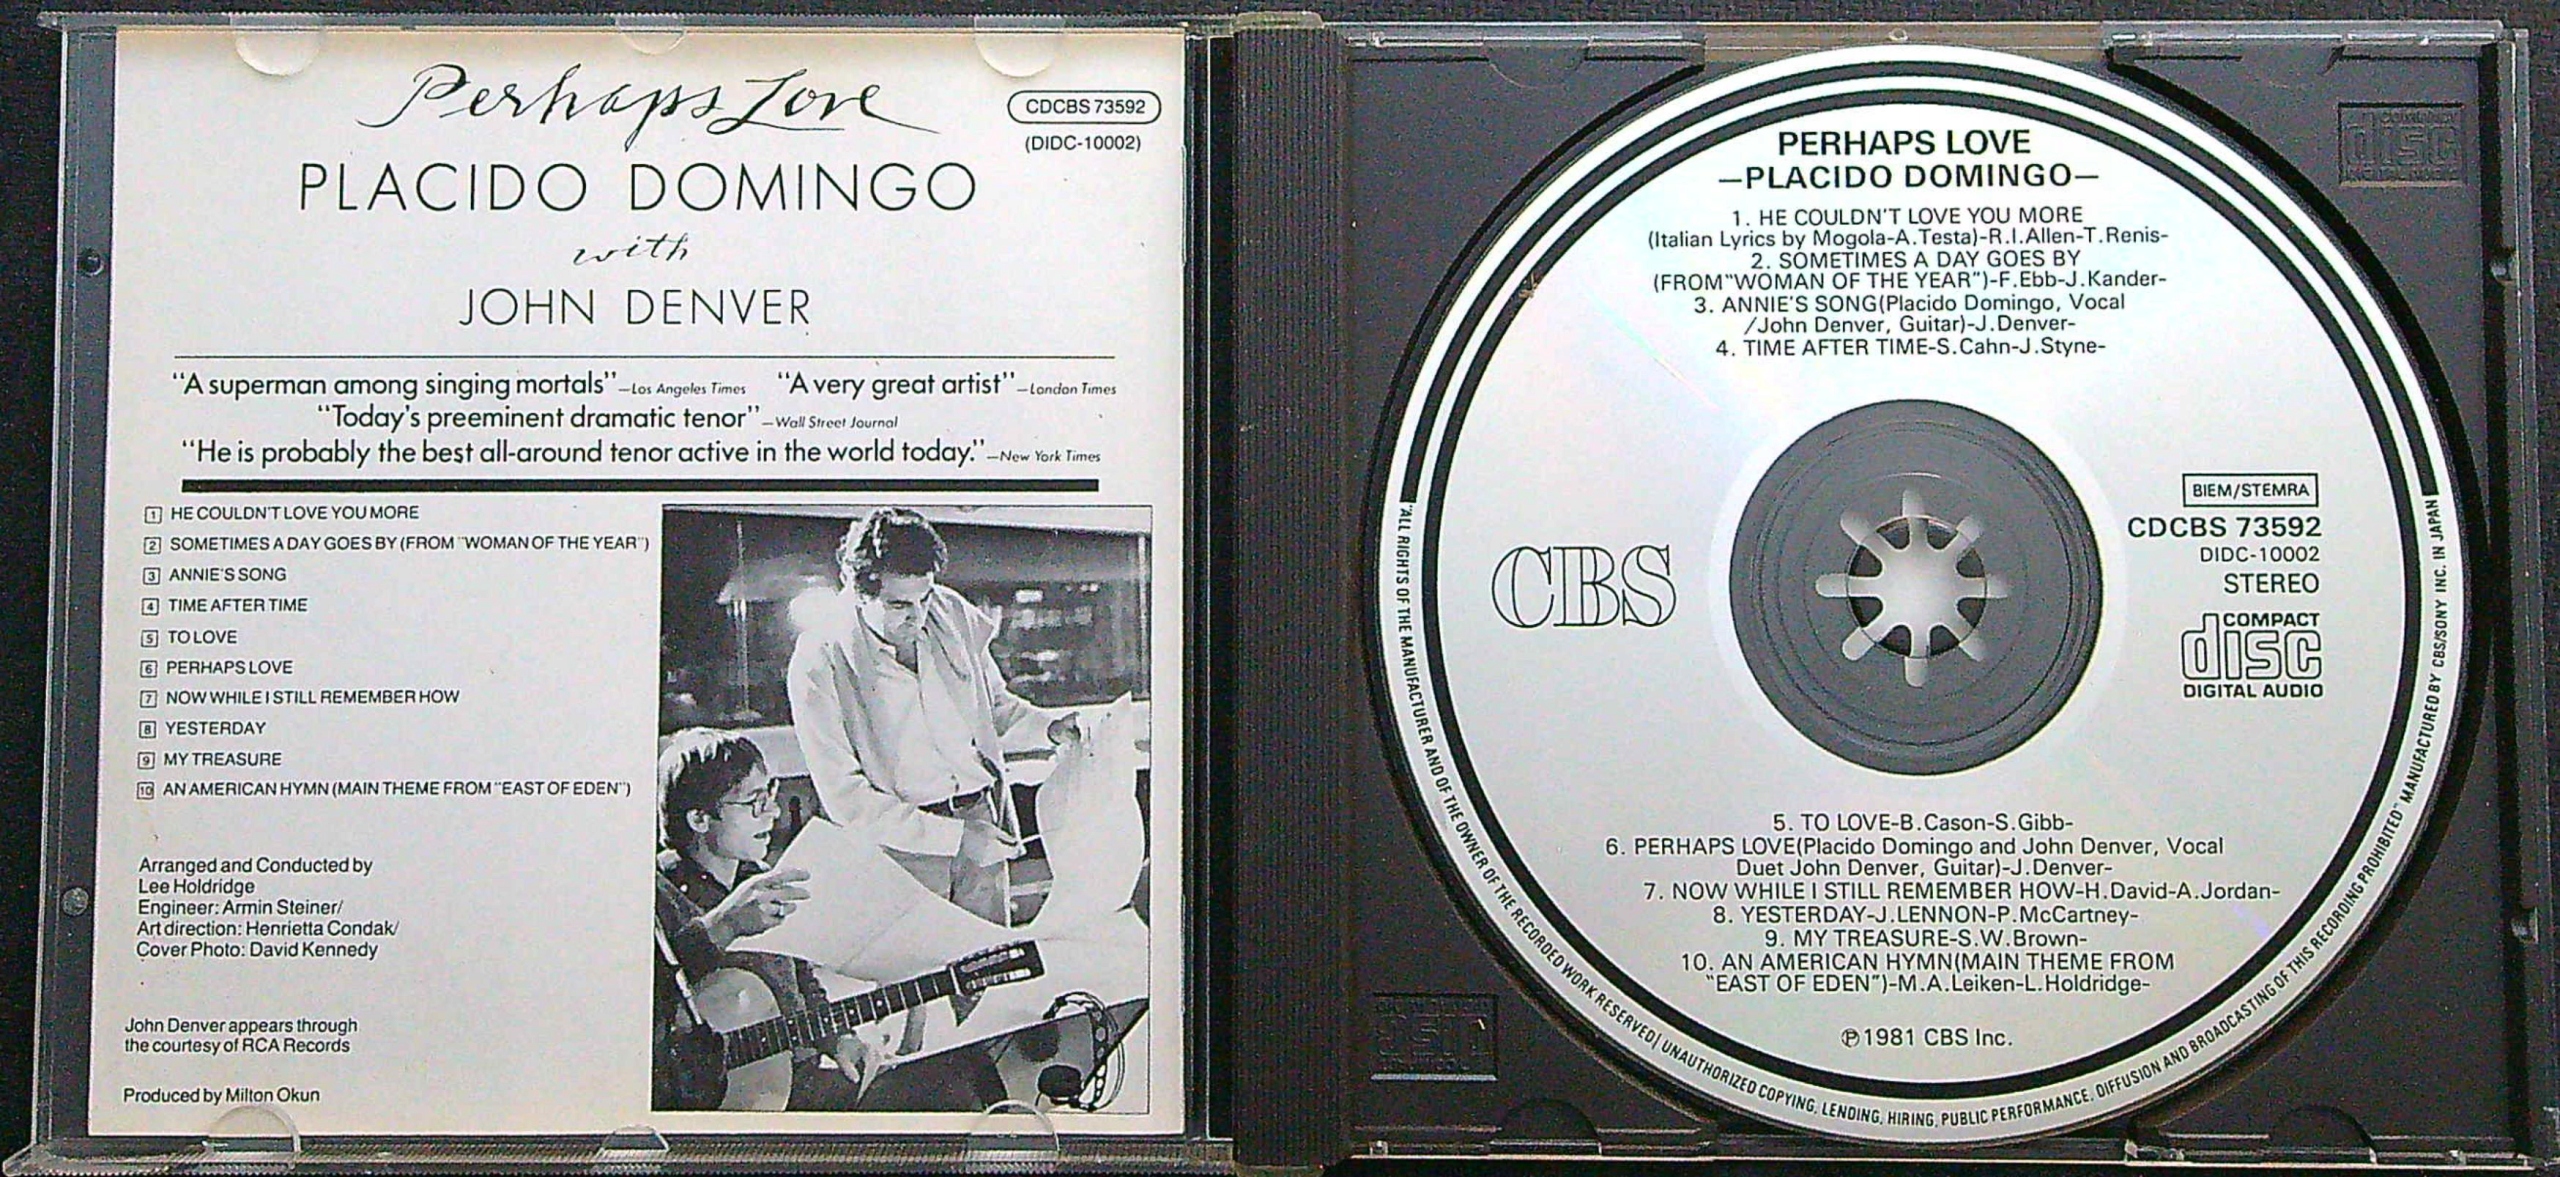 Perhaps Love
CDCBS 73592
(DIDC-10002)
PLACIDO DOMINGO
with
JOHN DENVER
“A superman among singing mortals”—Los Angeles Times “A very great artist”—London Times
“Today's preeminent dramatic tenor”—Wall Street Journal
“He is probably the best all-around tenor active in the world today.”—New York Times
1 HE COULDN'T LOVE YOU MORE
2 SOMETIMES A DAY GOES BY (FROM "WOMAN OF THE YEAR")
3 ANNIE'S SONG
4 TIME AFTER TIME
5 TO LOVE
6 PERHAPS LOVE
7 NOW WHILE I STILL REMEMBER HOW
8 YESTERDAY
9 MY TREASURE
10 AN AMERICAN HYMN (MAIN THEME FROM "EAST OF EDEN")
Arranged and Conducted by
Lee Holdridge
Engineer: Armin Steiner/
Art direction: Henrietta Condak/
Cover Photo: David Kennedy
John Denver appears through
the courtesy of RCA Records
Produced by Milton Okun
PERHAPS LOVE
—PLACIDO DOMINGO—
1. HE COULDN'T LOVE YOU MORE
(Italian Lyrics by Mogola-A.Testa)-R.I.Allen-T.Renis-
2. SOMETIMES A DAY GOES BY
(FROM"WOMAN OF THE YEAR")-F.Ebb-J.Kander-
3. ANNIE'S SONG(Placido Domingo, Vocal
/John Denver, Guitar)-J.Denver-
4. TIME AFTER TIME-S.Cahn-J.Styne-
CBS
BIEM/STEMRA
CDCBS 73592
DIDC-10002
STEREO
COMPACT
disc
DIGITAL AUDIO
5. TO LOVE-B.Cason-S.Gibb-
6. PERHAPS LOVE(Placido Domingo and John Denver, Vocal
Duet John Denver, Guitar)-J.Denver-
7. NOW WHILE I STILL REMEMBER HOW-H.David-A.Jordan-
8. YESTERDAY-J.LENNON-P.McCartney-
9. MY TREASURE-S.W.Brown-
10. AN AMERICAN HYMN(MAIN THEME FROM
"EAST OF EDEN")-M.A.Leiken-L.Holdridge-
℗1981 CBS Inc.
"ALL RIGHTS OF THE MANUFACTURER AND OF THE OWNER OF THE RECORDED WORK RESERVED/ UNAUTHORIZED COPYING, LENDING, HIRING, PUBLIC PERFORMANCE, DIFFUSION AND BROADCASTING OF THIS RECORDING PROHIBITED" MANUFACTURED BY CBS/SONY INC. IN JAPAN
disc